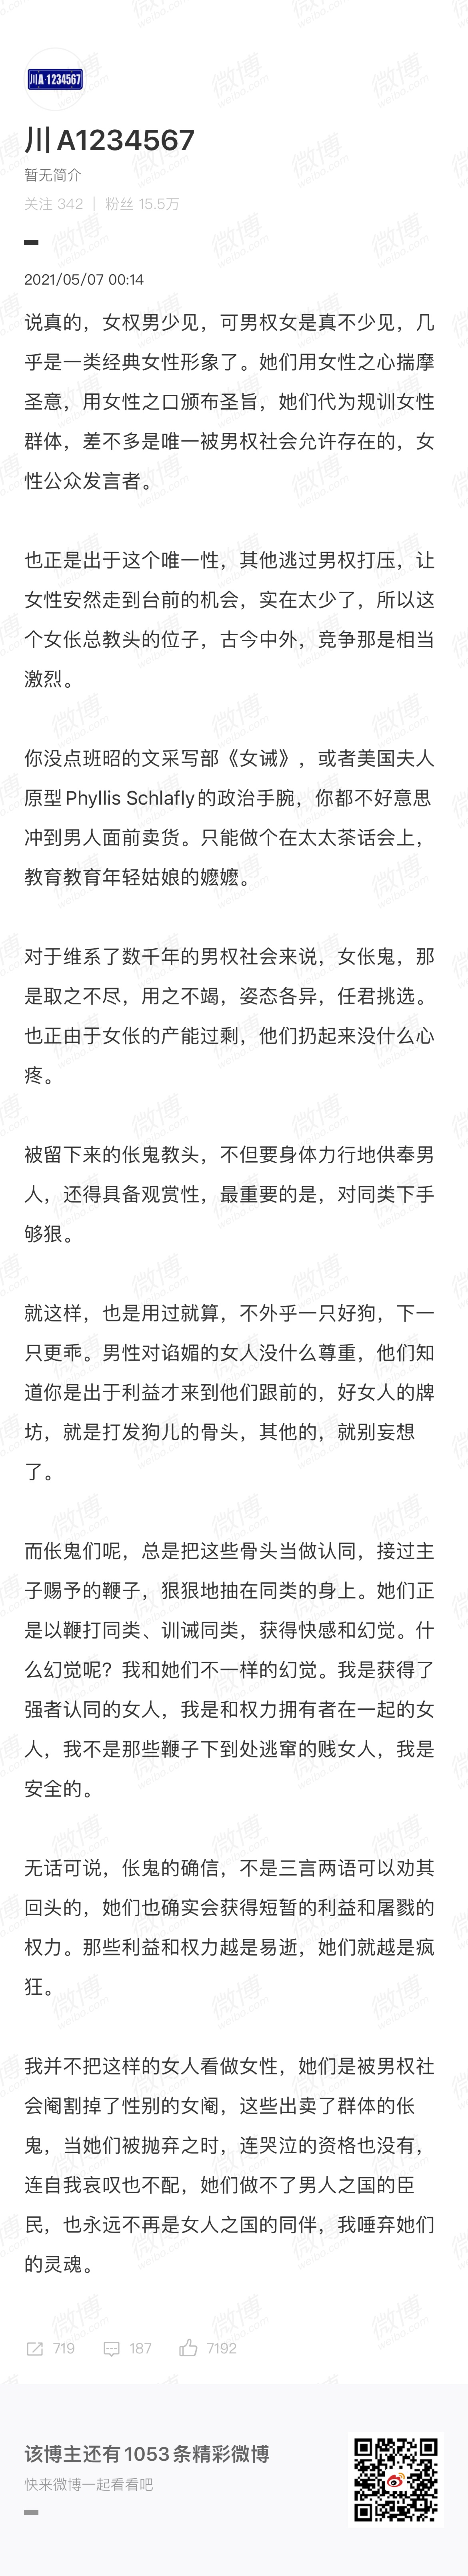 川A·1234567
川A1234567
暂无简介
关注 342 | 粉丝 15.5万
2021/05/07 00:14
说真的，女权男少见，可男权女是真不少见，几
乎是一类经典女性形象了。她们用女性之心揣摩
圣意，用女性之口颁布圣旨，她们代为规训女性
群体，差不多是唯一被男权社会允许存在的，女
性公众发言者。
也正是出于这个唯一性，其他逃过男权打压，让
女性安然走到台前的机会，实在太少了，所以这
个女伥总教头的位子，古今中外，竞争那是相当
激烈。
你没点班昭的文采写部《女诫》，或者美国夫人
原型Phyllis Schlafly的政治手腕，你都不好意思
冲到男人面前卖货。只能做个在太太茶话会上，
教育教育年轻姑娘的嬷嬷。
对于维系了数千年的男权社会来说，女伥鬼，那
是取之不尽，用之不竭，姿态各异，任君挑选。
也正由于女伥的产能过剩，他们扔起来没什么心
疼。
被留下来的伥鬼教头，不但要身体力行地供奉男
人，还得具备观赏性，最重要的是，对同类下手
够狠。
就这样，也是用过就算，不外乎一只好狗，下一
只更乖。男性对谄媚的女人没什么尊重，他们知
道你是出于利益才来到他们跟前的，好女人的牌
坊，就是打发狗儿的骨头，其他的，就别妄想
了。
而伥鬼们呢，总是把这些骨头当做认同，接过主
子赐予的鞭子，狠狠地抽在同类的身上。她们正
是以鞭打同类、训诫同类，获得快感和幻觉。什
么幻觉呢？我和她们不一样的幻觉。我是获得了
强者认同的女人，我是和权力拥有者在一起的女
人，我不是那些鞭子下到处逃窜的贱女人，我是
安全的。
无话可说，伥鬼的确信，不是三言两语可以劝其
回头的，她们也确实会获得短暂的利益和屠戮的
权力。那些利益和权力越是易逝，她们就越是疯
狂。
我并不把这样的女人看做女性，她们是被男权社
会阉割掉了性别的女阉，这些出卖了群体的伥
鬼，当她们被抛弃之时，连哭泣的资格也没有，
连自我哀叹也不配，她们做不了男人之国的臣
民，也永远不再是女人之国的同伴，我唾弃她们
的灵魂。
719 187 7192
该博主还有1053条精彩微博
快来微博一起看看吧